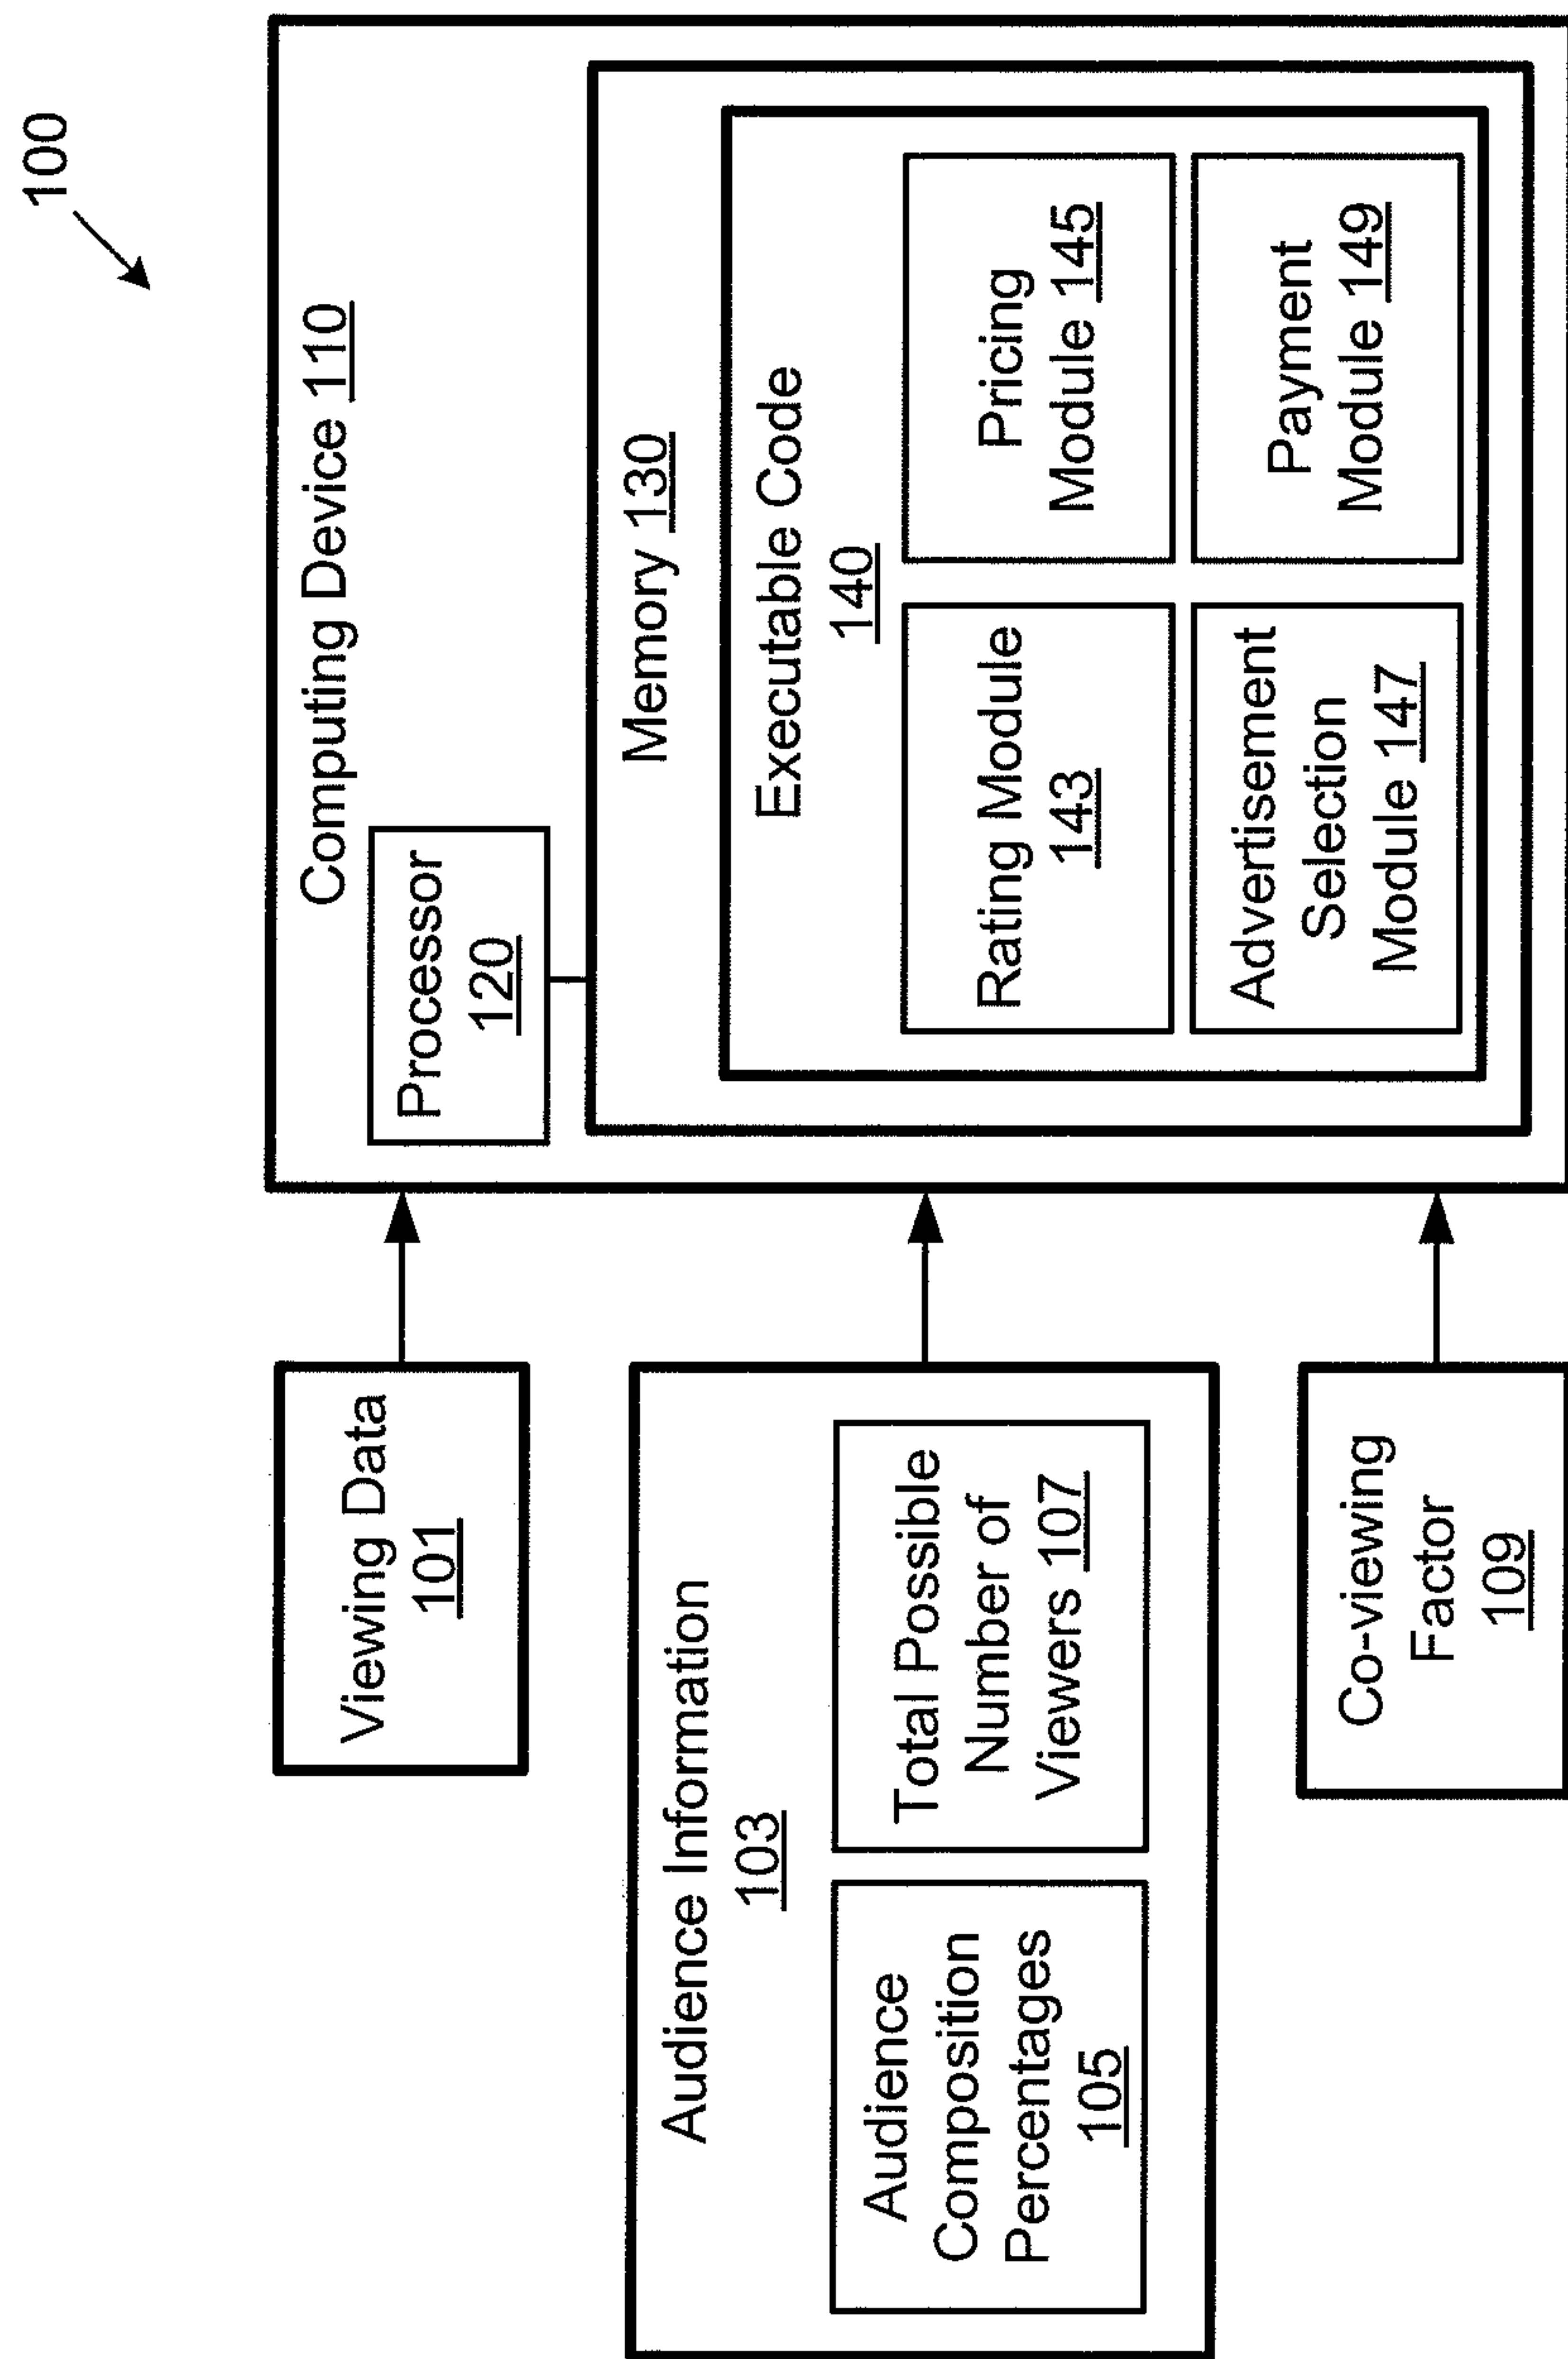 100
Viewing Data
101
Audience Information
103
Audience
Composition
Percentages
105
Total Possible
Number of
Viewers 107
Co-viewing
Factor
109
Computing Device 110
Processor
120
Memory 130
Executable Code
140
Rating Module
143
Pricing
Module 145
Advertisement
Selection
Module 147
Payment
Module 149